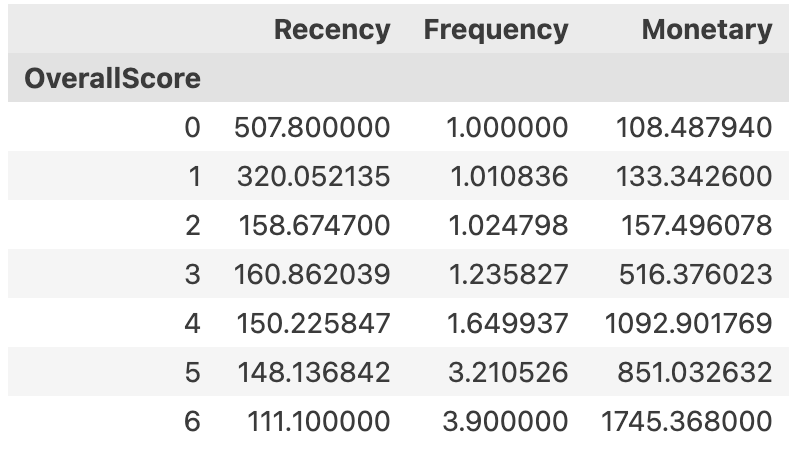 Recency Frequency Monetary
OverallScore
0 507.800000 1.000000 108.487940
1 320.052135 1.010836 133.342600
2 158.674700 1.024798 157.496078
3 160.862039 1.235827 516.376023
4 150.225847 1.649937 1092.901769
5 148.136842 3.210526 851.032632
6 111.100000 3.900000 1745.368000